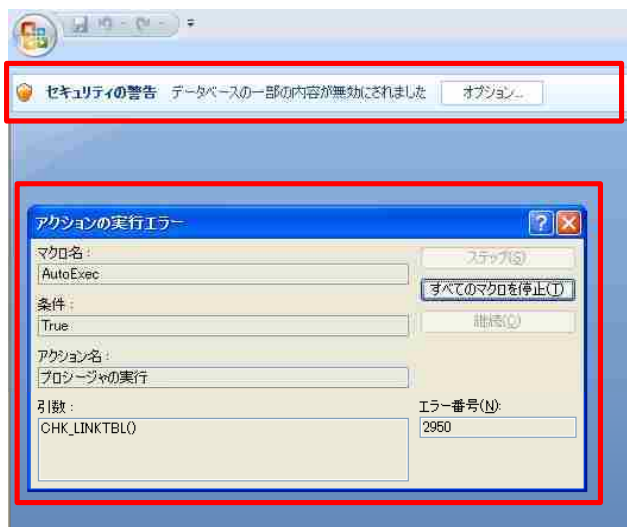 セキュリティの警告 データベースの一部の内容が無効にされました オプション...
アクションの実行エラー
マクロ名:
AutoExec
ステップ(S)
すべてのマクロを停止(T)
条件:
True
継続(C)
アクション名:
プロシージャの実行
引数:
CHK_LINKTBL()
エラー番号(N):
2950